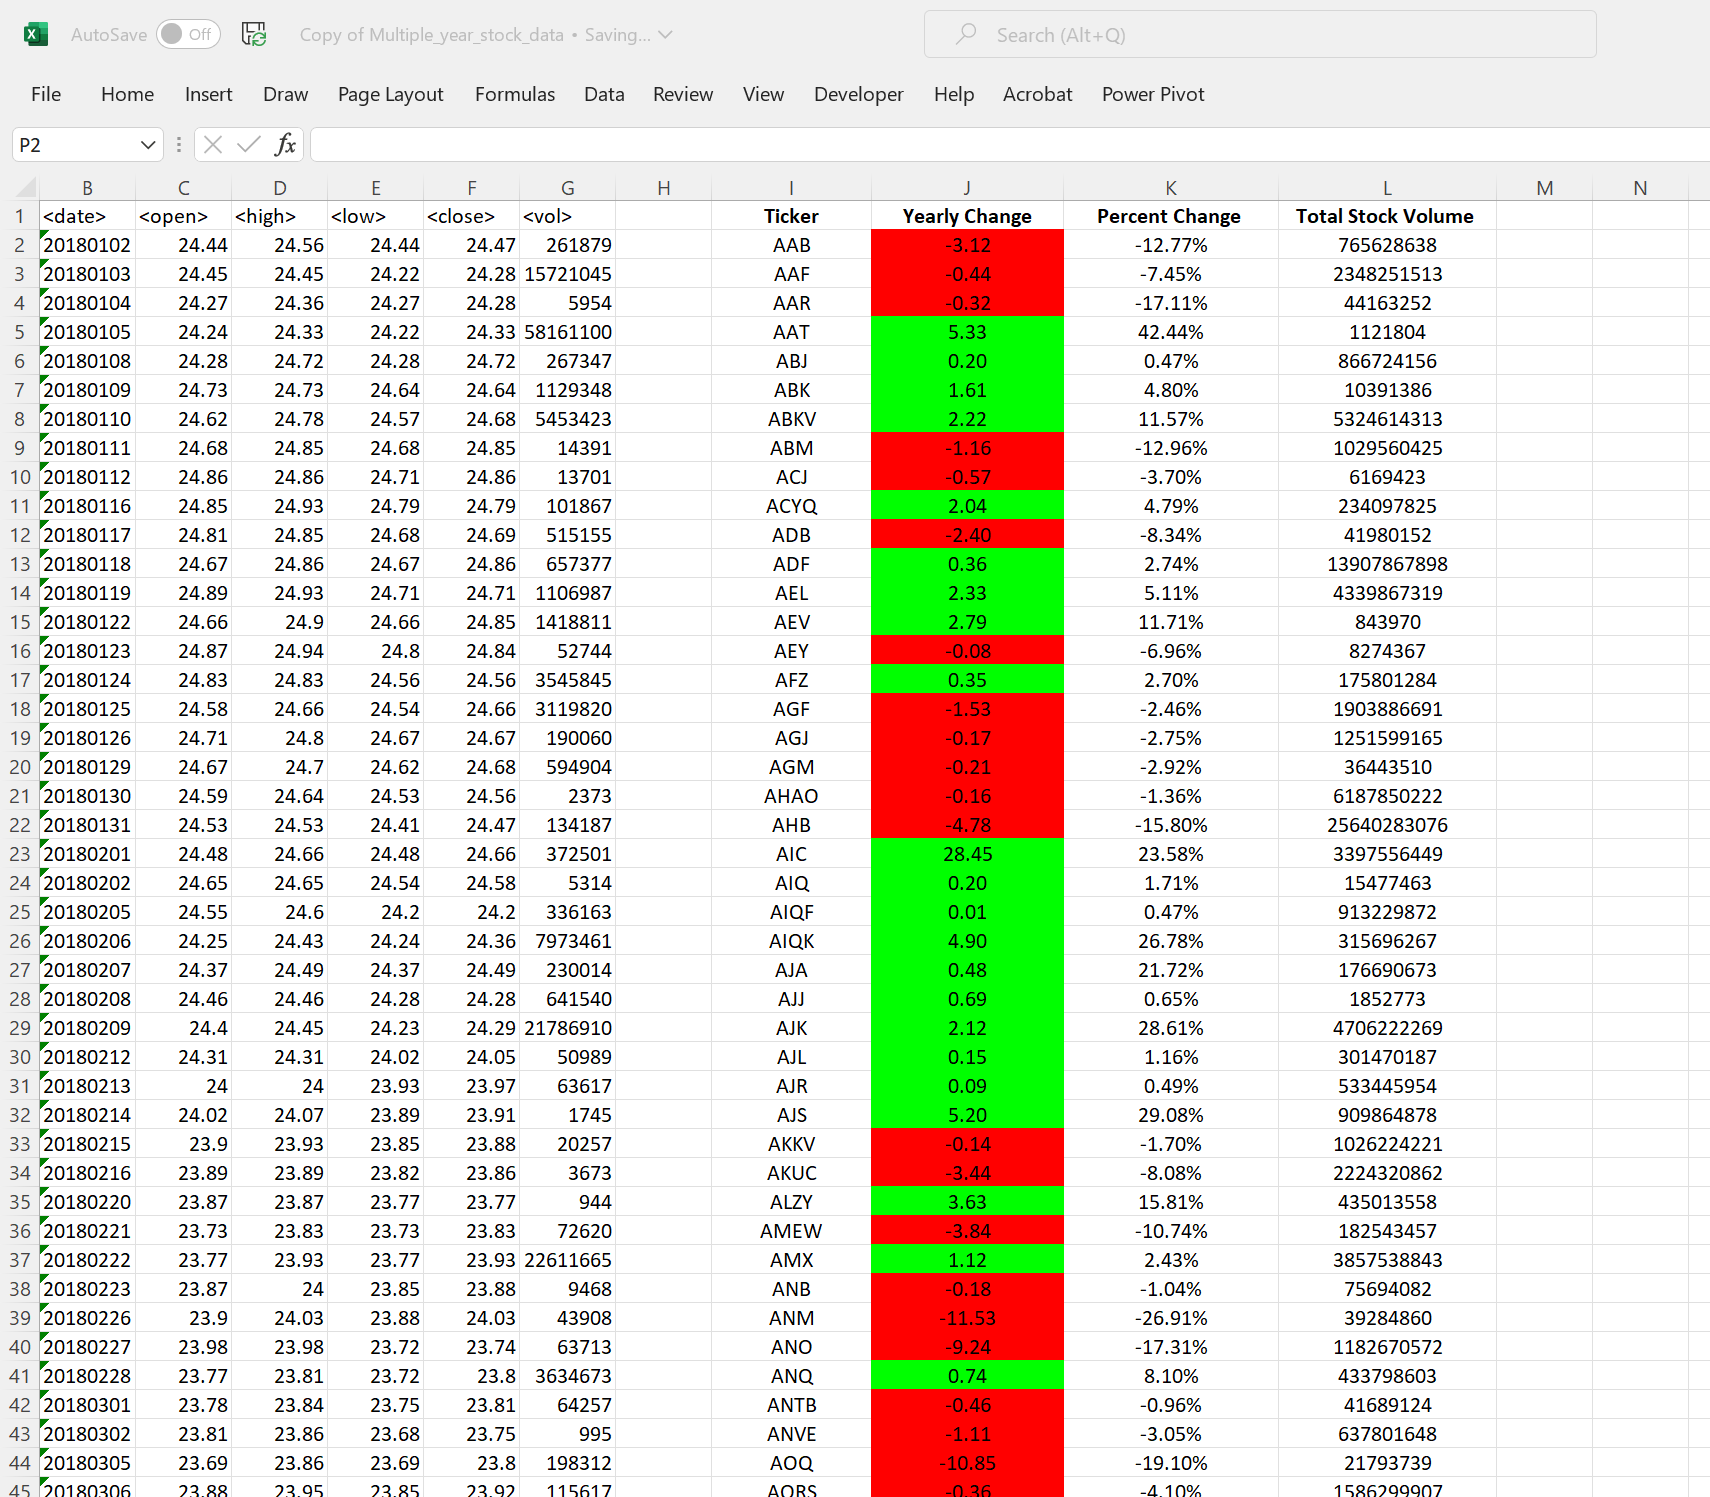 AutoSave Off Copy of Multiple_year_stock_data • Saving... Search (Alt+Q)
File Home Insert Draw Page Layout Formulas Data Review View Developer Help Acrobat Power Pivot
P2 fx
B C D E F G H I J K L M N
1 <date> <open> <high> <low> <close> <vol> Ticker Yearly Change Percent Change Total Stock Volume
2 20180102 24.44 24.56 24.44 24.47 261879 AAB -3.12 -12.77% 765628638
3 20180103 24.45 24.45 24.22 24.28 15721045 AAF -0.44 -7.45% 2348251513
4 20180104 24.27 24.36 24.27 24.28 5954 AAR -0.32 -17.11% 44163252
5 20180105 24.24 24.33 24.22 24.33 58161100 AAT 5.33 42.44% 1121804
6 20180108 24.28 24.72 24.28 24.72 267347 ABJ 0.20 0.47% 866724156
7 20180109 24.73 24.73 24.64 24.64 1129348 ABK 1.61 4.80% 10391386
8 20180110 24.62 24.78 24.57 24.68 5453423 ABKV 2.22 11.57% 5324614313
9 20180111 24.68 24.85 24.68 24.85 14391 ABM -1.16 -12.96% 1029560425
10 20180112 24.86 24.86 24.71 24.86 13701 ACJ -0.57 -3.70% 6169423
11 20180116 24.85 24.93 24.79 24.79 101867 ACYQ 2.04 4.79% 234097825
12 20180117 24.81 24.85 24.68 24.69 515155 ADB -2.40 -8.34% 41980152
13 20180118 24.67 24.86 24.67 24.86 657377 ADF 0.36 2.74% 13907867898
14 20180119 24.89 24.93 24.71 24.71 1106987 AEL 2.33 5.11% 4339867319
15 20180122 24.66 24.9 24.66 24.85 1418811 AEV 2.79 11.71% 843970
16 20180123 24.87 24.94 24.8 24.84 52744 AEY -0.08 -6.96% 8274367
17 20180124 24.83 24.83 24.56 24.56 3545845 AFZ 0.35 2.70% 175801284
18 20180125 24.58 24.66 24.54 24.66 3119820 AGF -1.53 -2.46% 1903886691
19 20180126 24.71 24.8 24.67 24.67 190060 AGJ -0.17 -2.75% 1251599165
20 20180129 24.67 24.7 24.62 24.68 594904 AGM -0.21 -2.92% 36443510
21 20180130 24.59 24.64 24.53 24.56 2373 AHAO -0.16 -1.36% 6187850222
22 20180131 24.53 24.53 24.41 24.47 134187 AHB -4.78 -15.80% 25640283076
23 20180201 24.48 24.66 24.48 24.66 372501 AIC 28.45 23.58% 3397556449
24 20180202 24.65 24.65 24.54 24.58 5314 AIQ 0.20 1.71% 15477463
25 20180205 24.55 24.6 24.2 24.2 336163 AIQF 0.01 0.47% 913229872
26 20180206 24.25 24.43 24.24 24.36 7973461 AIQK 4.90 26.78% 315696267
27 20180207 24.37 24.49 24.37 24.49 230014 AJA 0.48 21.72% 176690673
28 20180208 24.46 24.46 24.28 24.28 641540 AJJ 0.69 0.65% 1852773
29 20180209 24.4 24.45 24.23 24.29 21786910 AJK 2.12 28.61% 4706222269
30 20180212 24.31 24.31 24.02 24.05 50989 AJL 0.15 1.16% 301470187
31 20180213 24 24 23.93 23.97 63617 AJR 0.09 0.49% 533445954
32 20180214 24.02 24.07 23.89 23.91 1745 AJS 5.20 29.08% 909864878
33 20180215 23.9 23.93 23.85 23.88 20257 AKKV -0.14 -1.70% 1026224221
34 20180216 23.89 23.89 23.82 23.86 3673 AKUC -3.44 -8.08% 2224320862
35 20180220 23.87 23.87 23.77 23.77 944 ALZY 3.63 15.81% 435013558
36 20180221 23.73 23.83 23.73 23.83 72620 AMEW -3.84 -10.74% 182543457
37 20180222 23.77 23.93 23.77 23.93 22611665 AMX 1.12 2.43% 3857538843
38 20180223 23.87 24 23.85 23.88 9468 ANB -0.18 -1.04% 75694082
39 20180226 23.9 24.03 23.88 24.03 43908 ANM -11.53 -26.91% 39284860
40 20180227 23.98 23.98 23.72 23.74 63713 ANO -9.24 -17.31% 1182670572
41 20180228 23.77 23.81 23.72 23.8 3634673 ANQ 0.74 8.10% 433798603
42 20180301 23.78 23.84 23.75 23.81 64257 ANTB -0.46 -0.96% 41689124
43 20180302 23.81 23.86 23.68 23.75 995 ANVE -1.11 -3.05% 637801648
44 20180305 23.69 23.86 23.69 23.8 198312 AOQ -10.85 -19.10% 21793739
45 20180306 23.88 23.95 23.85 23.92 115617 AORS -0.36 -4.10% 1586299907